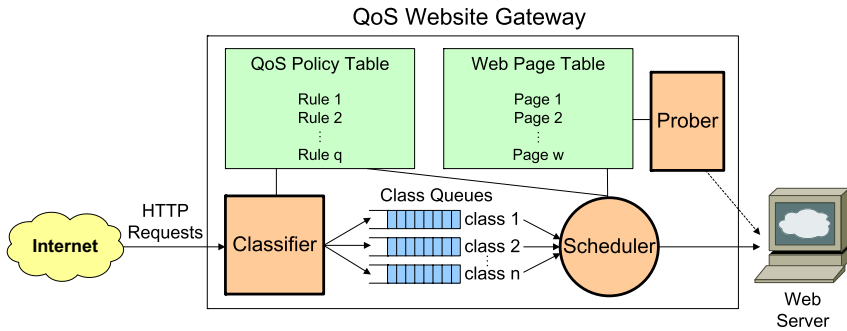 QoS Website Gateway
QoS Policy Table
Rule 1
Rule 2
⋮
Rule q
Web Page Table
Page 1
Page 2
⋮
Page w
Prober
Internet
HTTP
Requests
Classifier
Class Queues
class 1
class 2
⋮
class n
Scheduler
Web
Server